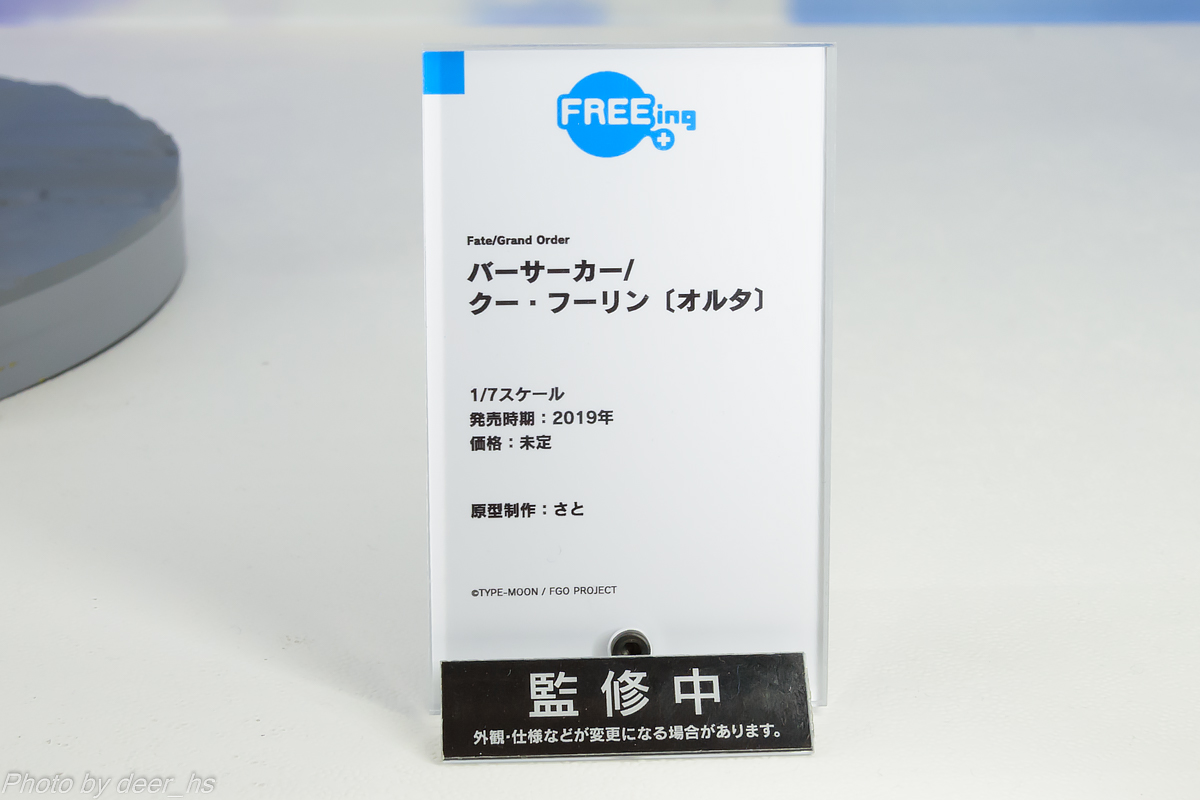 FREEing
Fate/Grand Order
バーサーカー/
クー・フーリン〔オルタ〕
1/7スケール
発売時期：2019年
価格：未定
原型制作：さと
©TYPE-MOON / FGO PROJECT
監修中
外観・仕様などが変更になる場合があります。
Photo by deer_hs